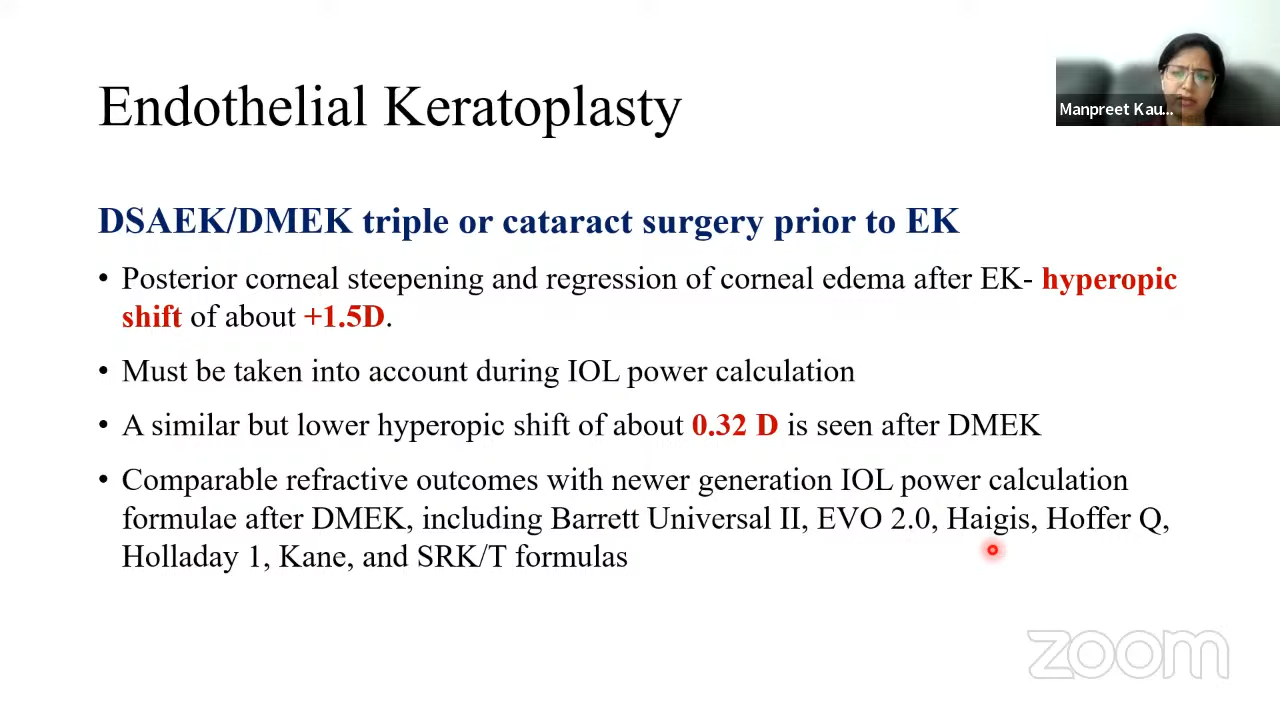 Endothelial Keratoplasty
Manpreet Kau...
DSAEK/DMEK triple or cataract surgery prior to EK
• Posterior corneal steepening and regression of corneal edema after EK- hyperopic
shift of about +1.5D.
• Must be taken into account during IOL power calculation
• A similar but lower hyperopic shift of about 0.32 D is seen after DMEK
• Comparable refractive outcomes with newer generation IOL power calculation
formulae after DMEK, including Barrett Universal II, EVO 2.0, Haigis, Hoffer Q,
Holladay 1, Kane, and SRK/T formulas
zoom